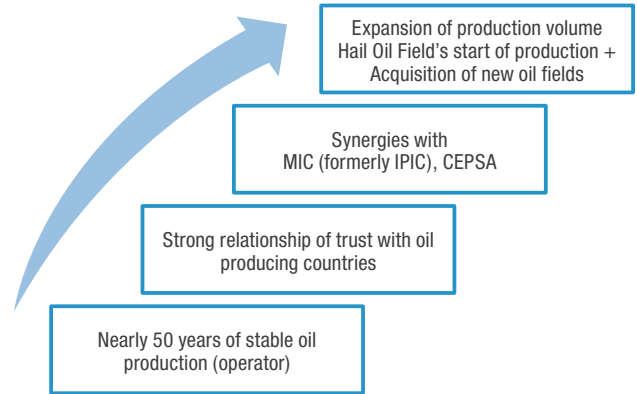 Expansion of production volume
Hail Oil Field’s start of production +
Acquisition of new oil fields
Synergies with
MIC (formerly IPIC), CEPSA
Strong relationship of trust with oil
producing countries
Nearly 50 years of stable oil
production (operator)